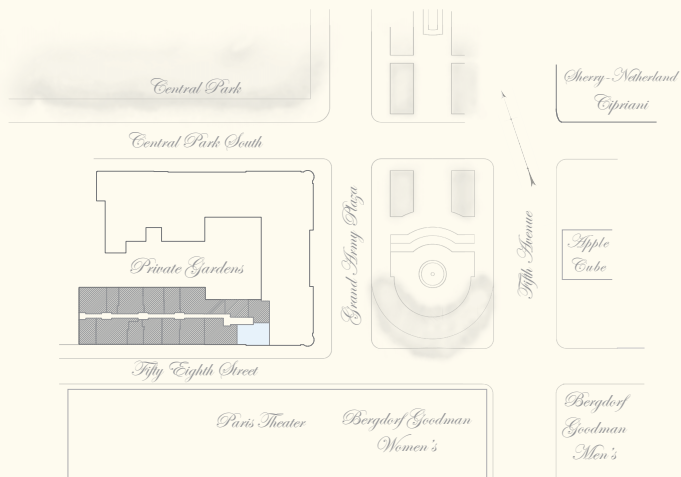 Central Park
Sherry-Netherland
Cipriani
Central Park South
Grand Army Plaza
Fifth Avenue
Apple
Cube
Private Gardens
Fifty Eighth Street
Paris Theater
Bergdorf Goodman
Women's
Bergdorf
Goodman
Men's